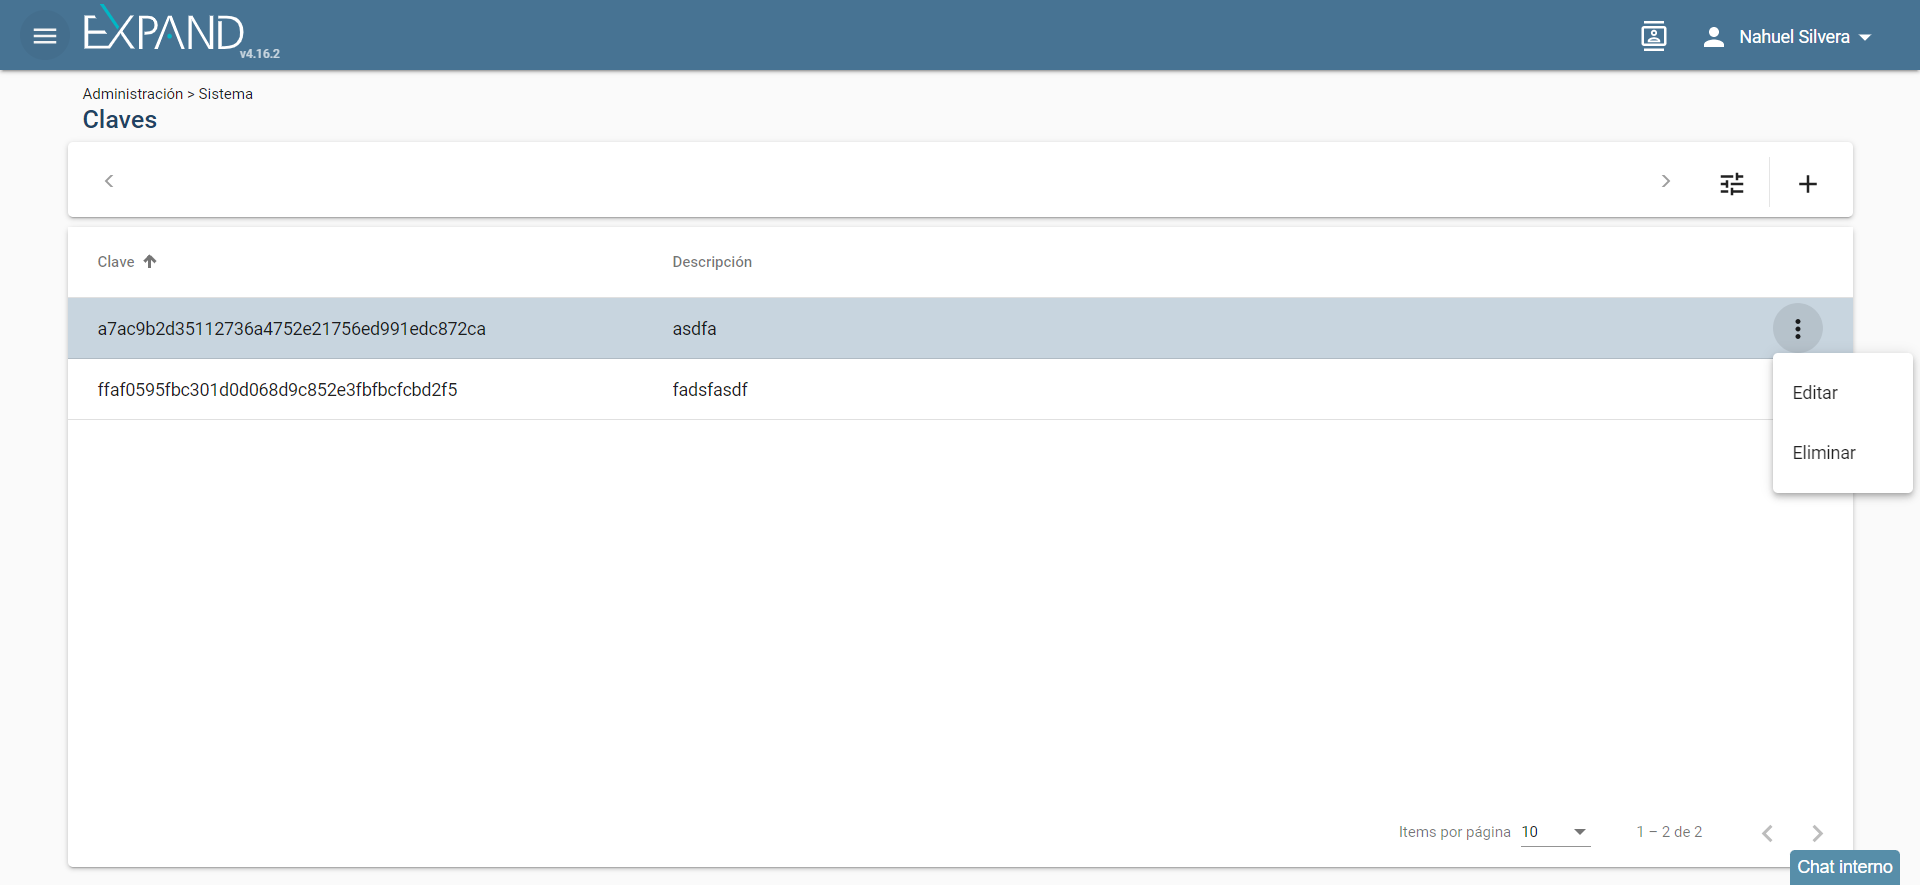 EXPAND
v4.16.2
Nahuel Silvera
Administración > Sistema
Claves
Clave
Descripción
a7ac9b2d35112736a4752e21756ed991edc872ca
asdfa
ffaf0595fbc301d0d068d9c852e3fbfbcfcbd2f5
fadsfasdf
Editar
Eliminar
Items por página 10
1 – 2 de 2
Chat interno